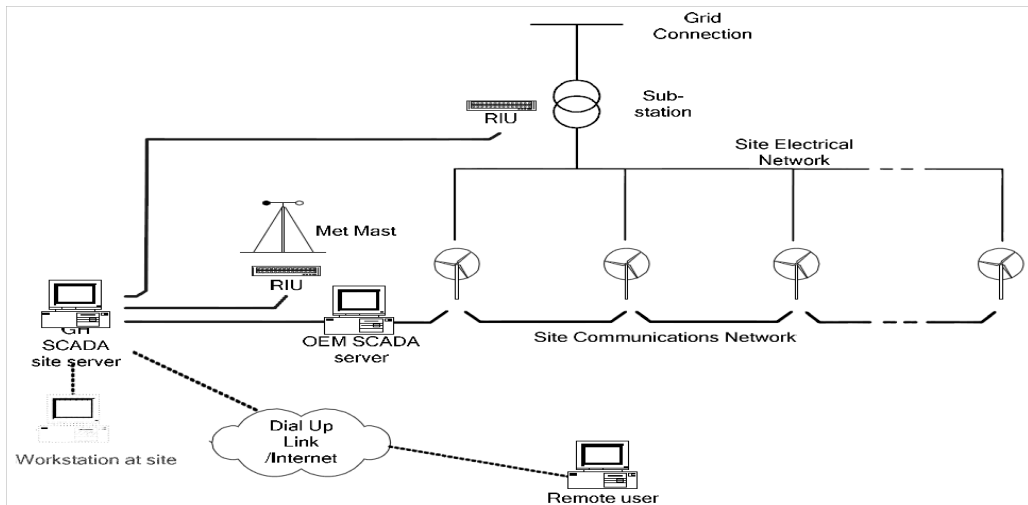 Grid
Connection
Sub-
station
RIU
Site Electrical
Network
Met Mast
RIU
GH
SCADA
site server
OEM SCADA
server
Site Communications Network
Workstation at site
Dial Up
Link
/Internet
Remote user